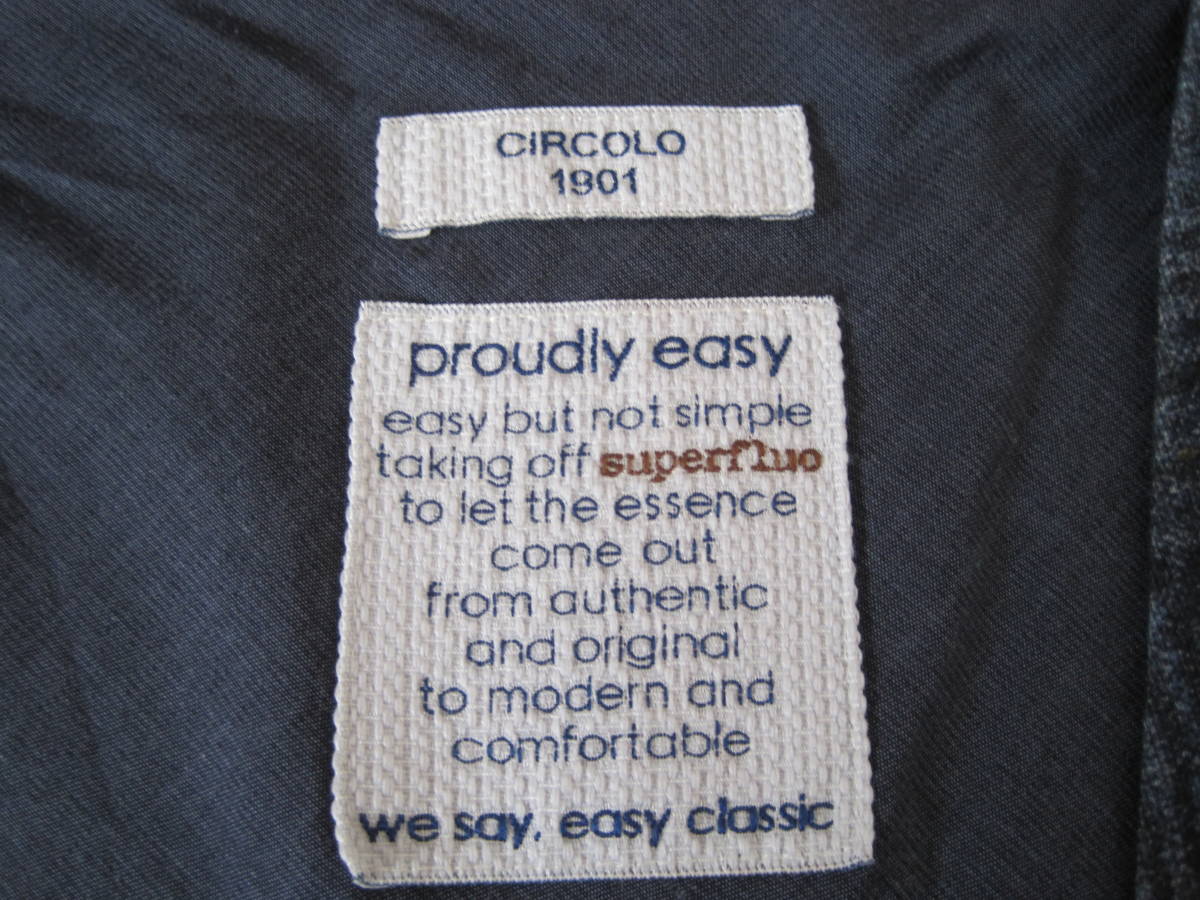 CIRCOLO
1901
proudly easy
easy but not simple
taking off superfluo
to let the essence
come out
from authentic
and original
to modern and
comfortable
we say, easy classic